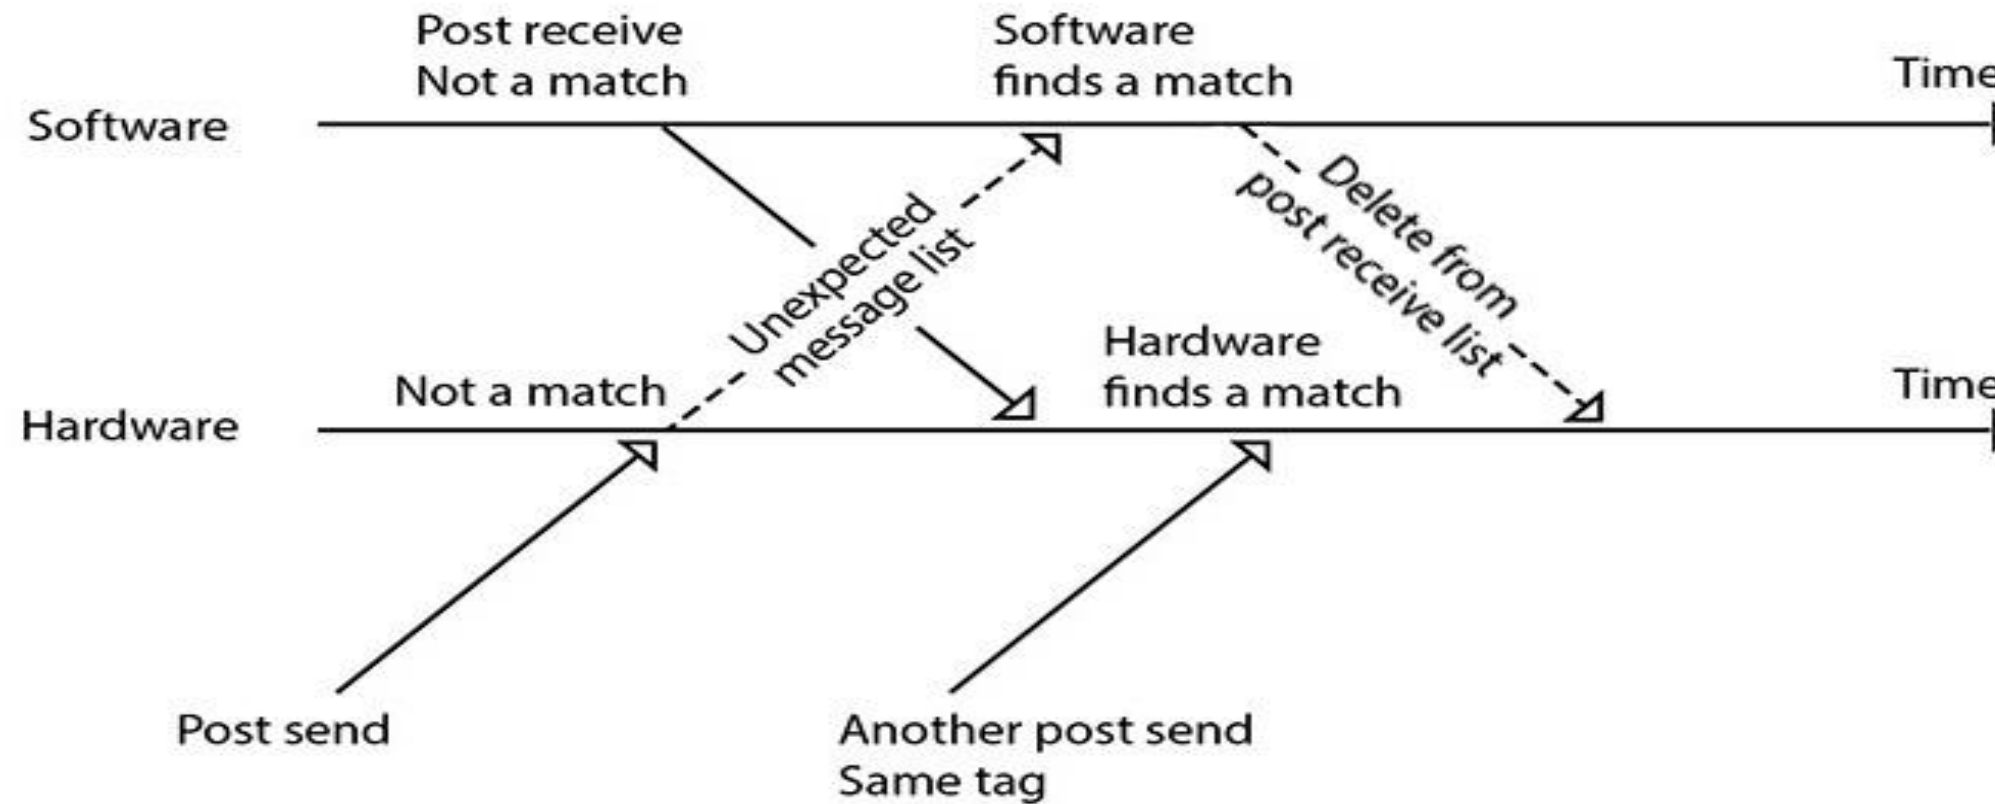 Post receive
Not a match
Software
finds a match
Time
Software
Delete from
post receive list
Unexpected
message list
Hardware
finds a match
Time
Not a match
Hardware
Post send
Another post send
Same tag